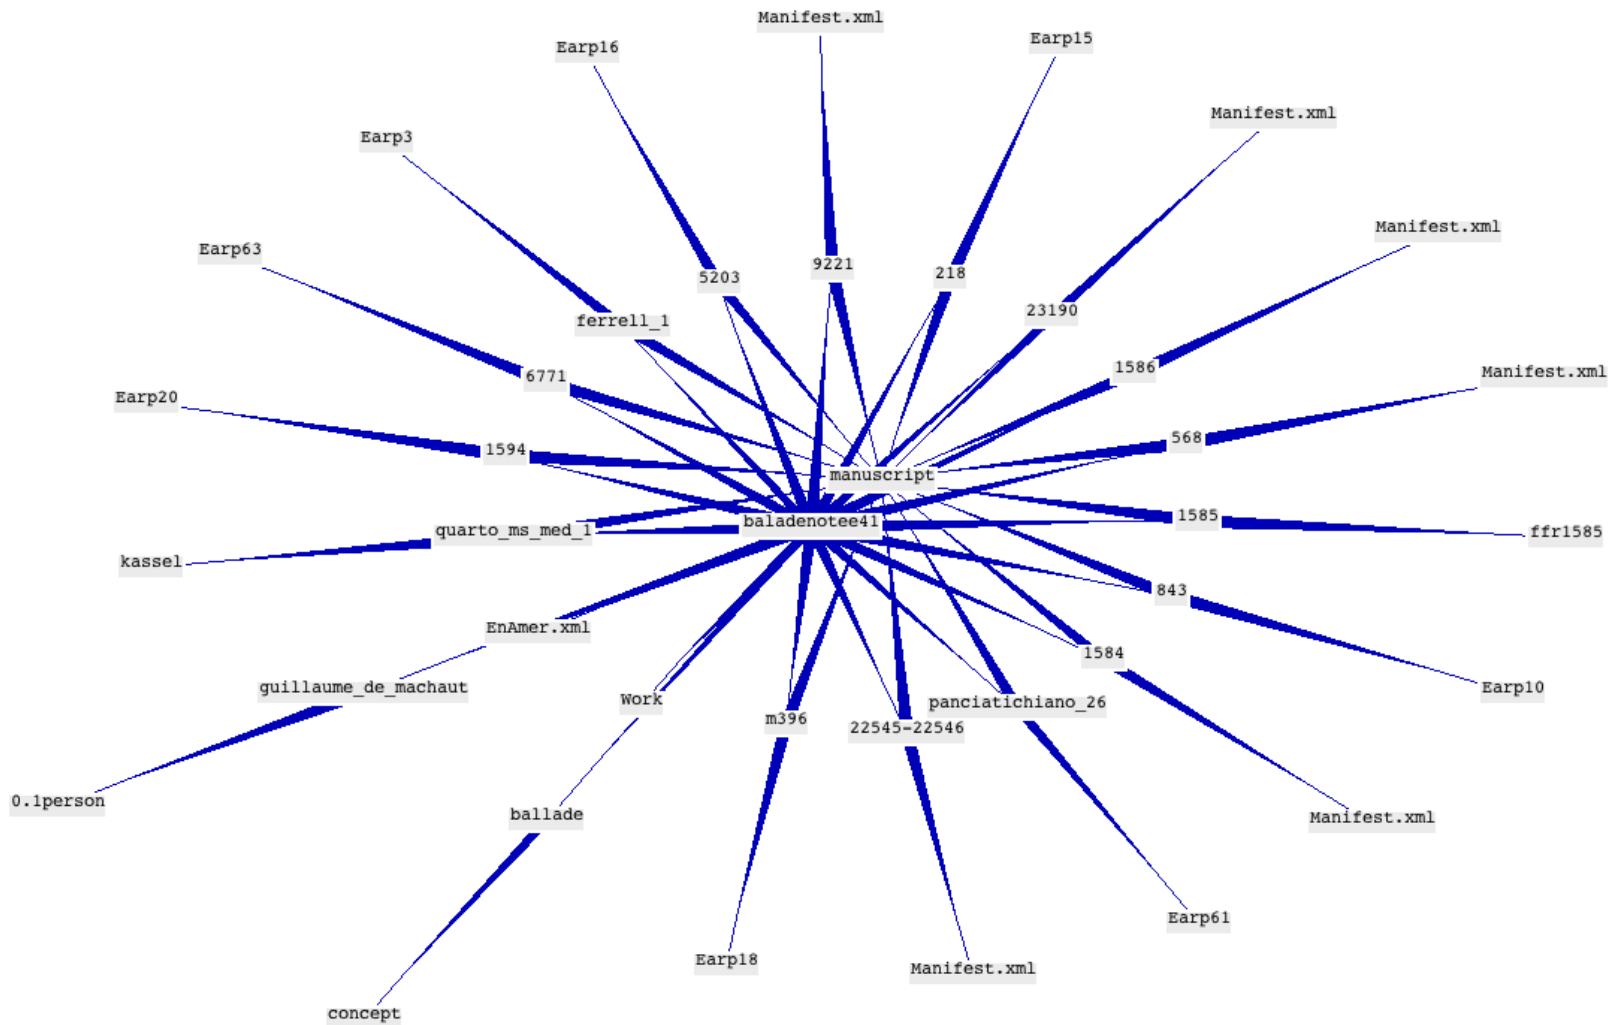 Manifest.xml
Earp16
Earp15
Manifest.xml
Earp3
Manifest.xml
Earp63
9221
218
5203
23190
ferrell_1
1586
Manifest.xml
6771
Earp20
568
1594
manuscript
1585
baladenotee41
quarto_ms_med_1
ffr1585
kassel
843
EnAmer.xml
1584
guillaume_de_machaut
Earp10
Work
panciatichiano_26
m396
22545-22546
0.1person
ballade
Manifest.xml
Earp61
Earp18
Manifest.xml
concept